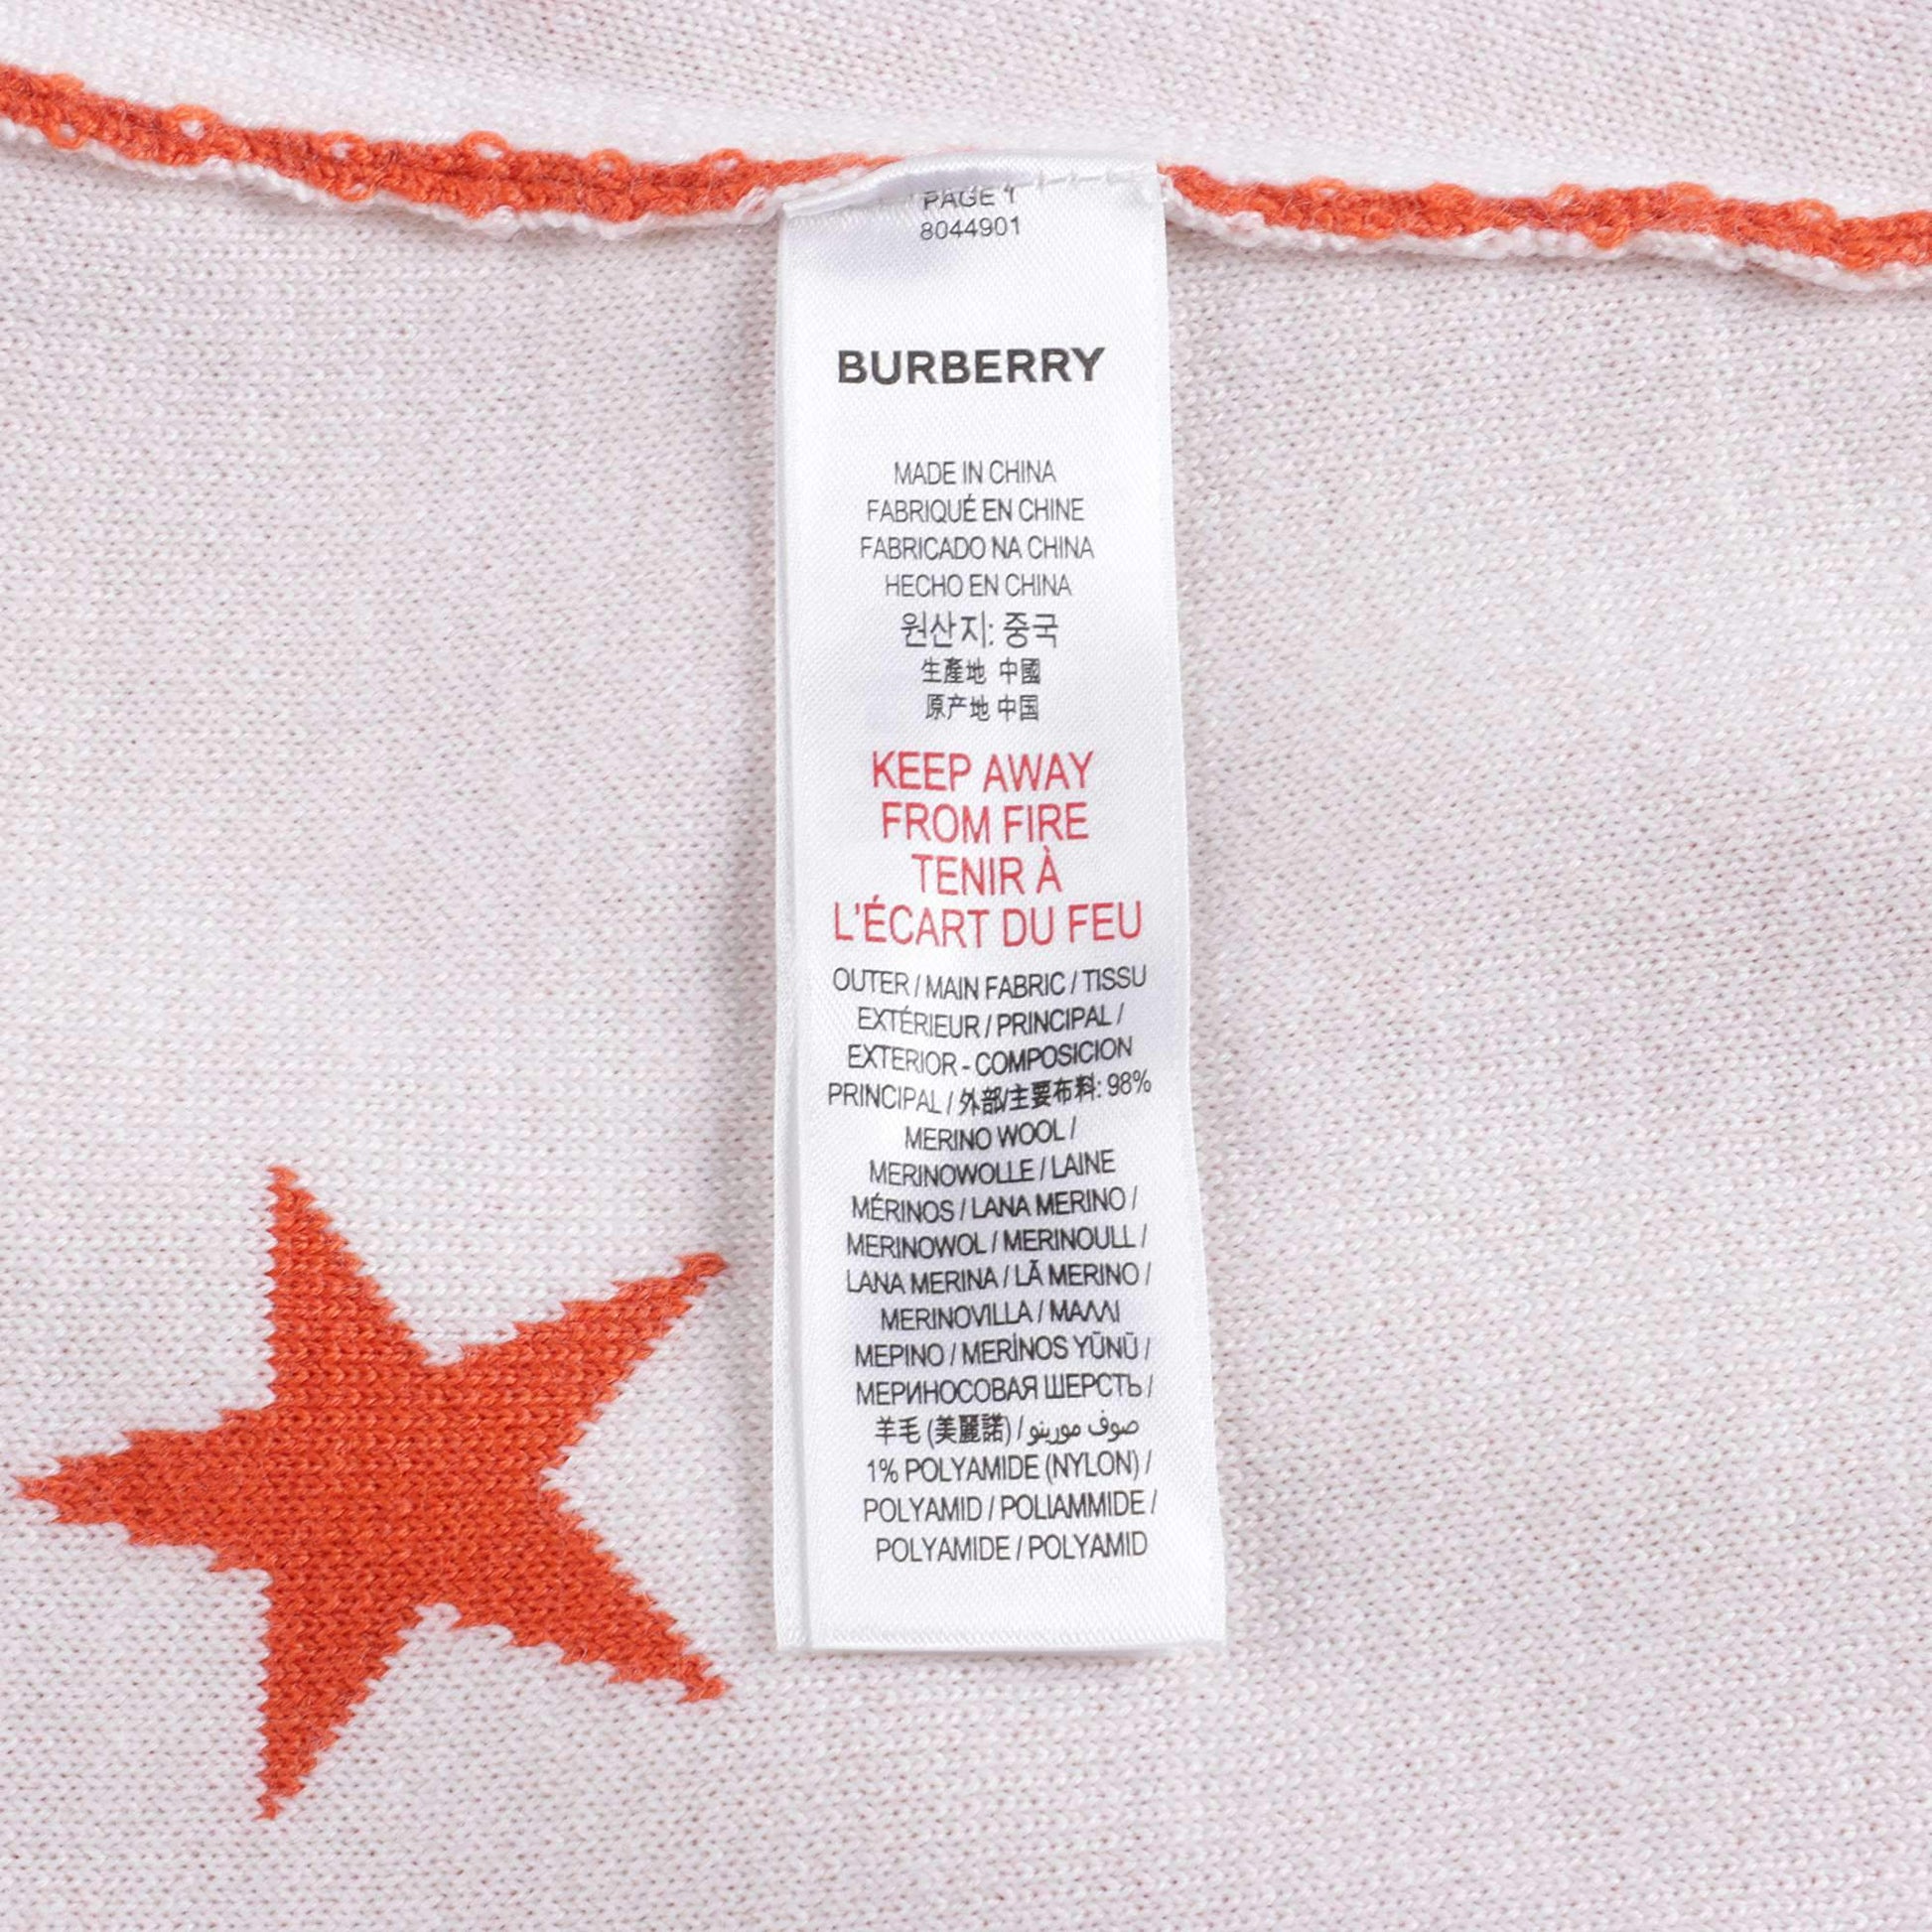 PAGE 1
8044901
BURBERRY
MADE IN CHINA
FABRIQUÉ EN CHINE
FABRICADO NA CHINA
HECHO EN CHINA
원산지: 중국
生產地 中國
原产地 中国
KEEP AWAY
FROM FIRE
TENIR À
L'ÉCART DU FEU
OUTER / MAIN FABRIC / TISSU
EXTÉRIEUR / PRINCIPAL /
EXTERIOR - COMPOSICION
PRINCIPAL / 外部/主要布料: 98%
MERINO WOOL /
MERINOWOLLE / LAINE
MÉRINOS / LANA MERINO /
MERINOWOL / MERINOULL /
LANA MERINA / LÃ MERINO /
MERINOVILLA / ΜΑΛΛΙ
ΜΕΡΙΝΟ / MERİNOS YŪNŪ /
МЕРИНОСОВАЯ ШЕРСТЬ /
羊毛 (美麗諾) / صوف مورينو
1% POLYAMIDE (NYLON) /
POLYAMID / POLIAMMIDE /
POLYAMIDE / POLYAMID